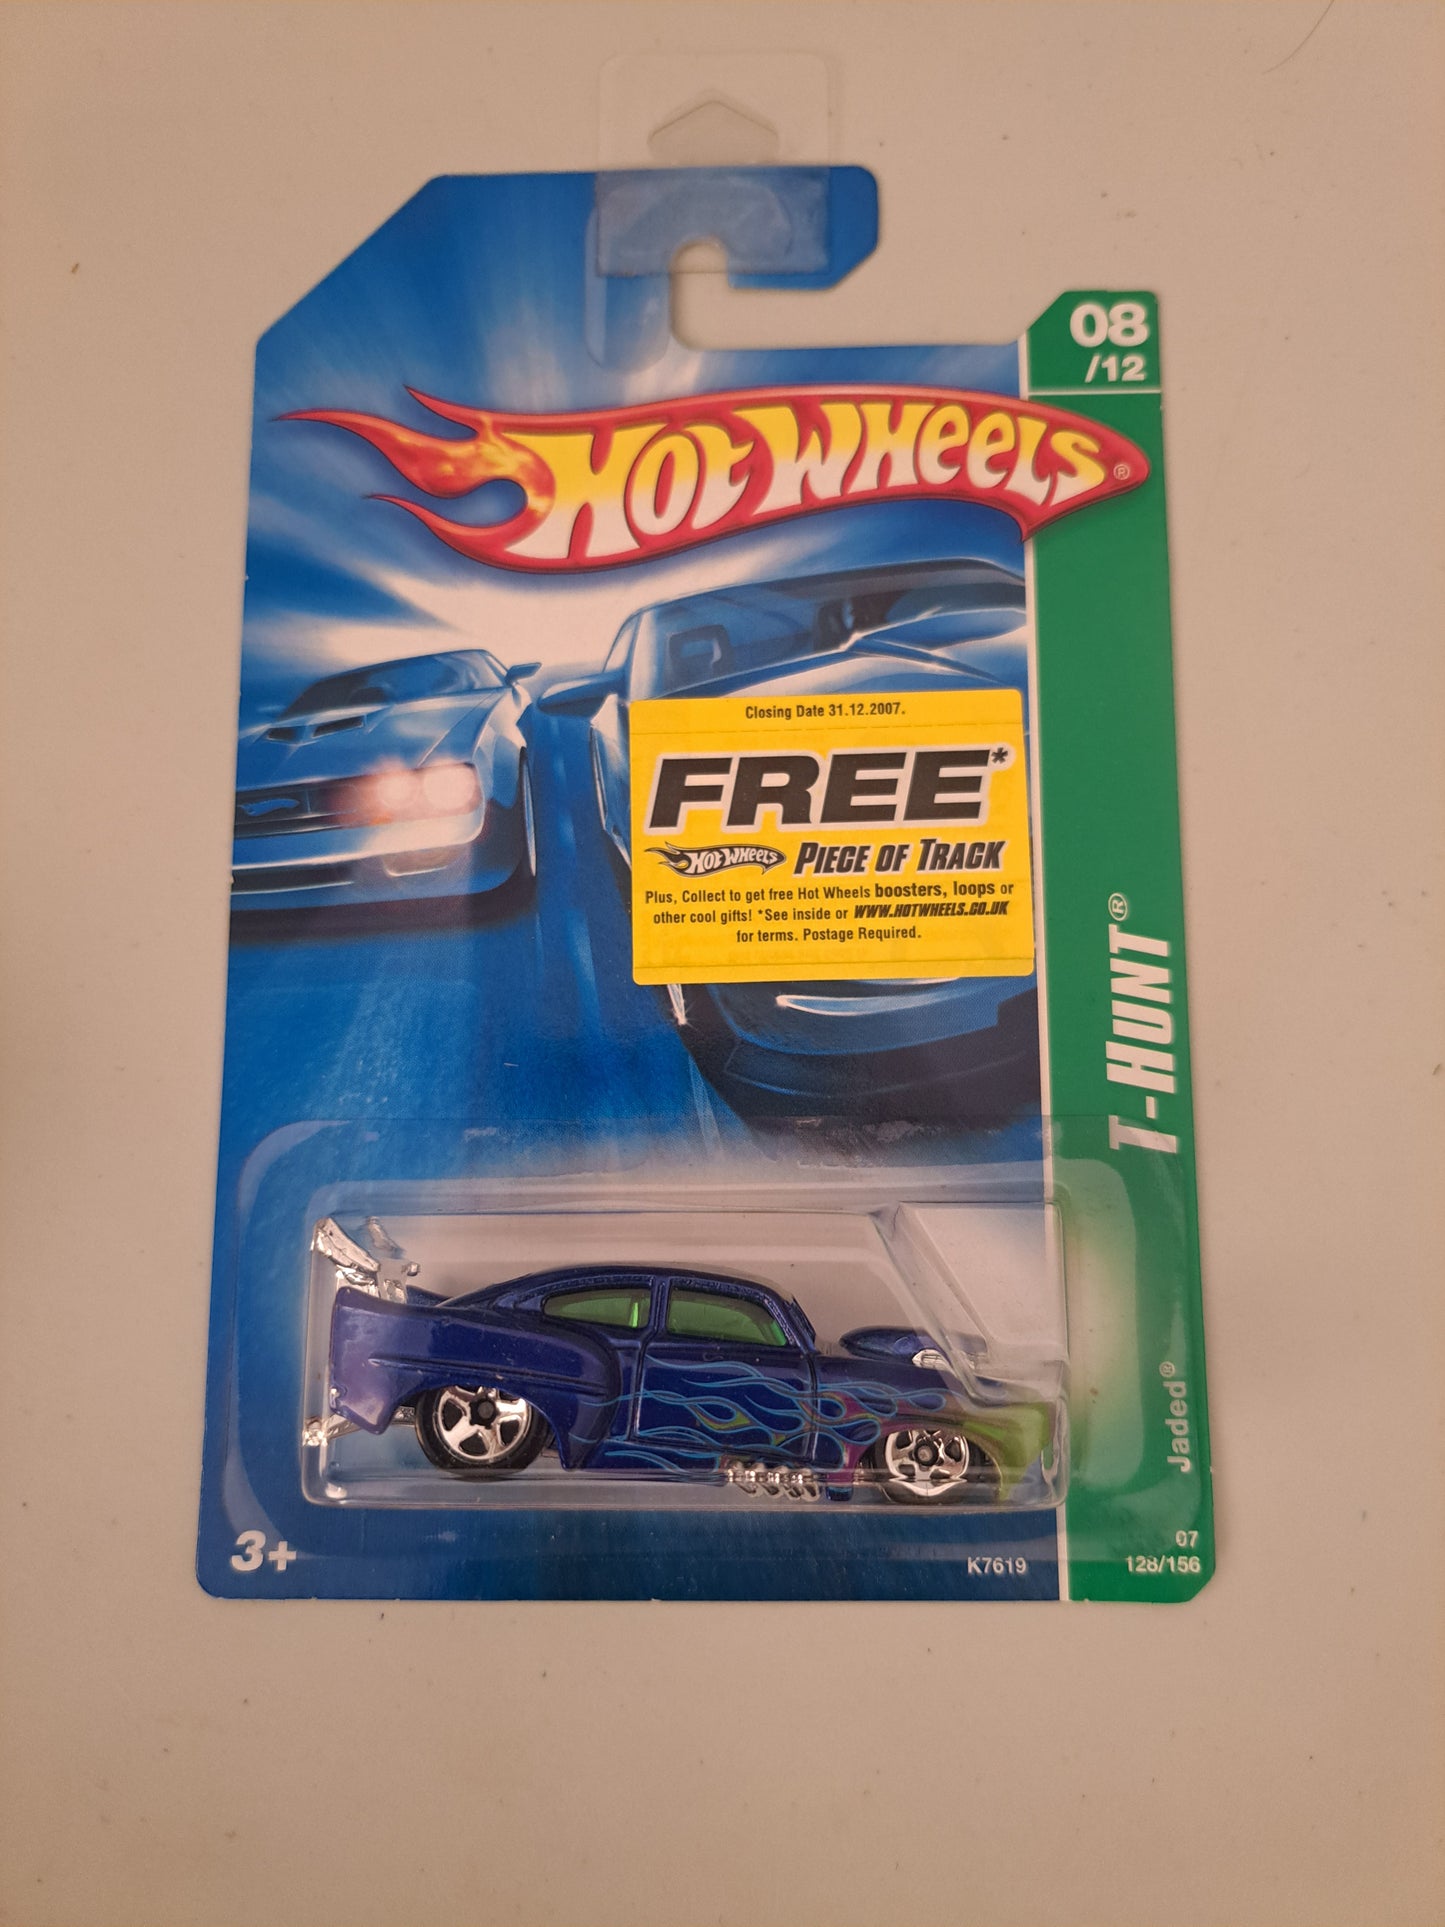 08
/12
HOT WHEELS®
Closing Date 31.12.2007.
FREE*
HOT WHEELS PIECE OF TRACK
Plus, Collect to get free Hot Wheels boosters, loops or
other cool gifts! *See inside or WWW.HOTWHEELS.CO.UK
for terms. Postage Required.
T-HUNT®
Jaded®
3+
K7619
07
128/156